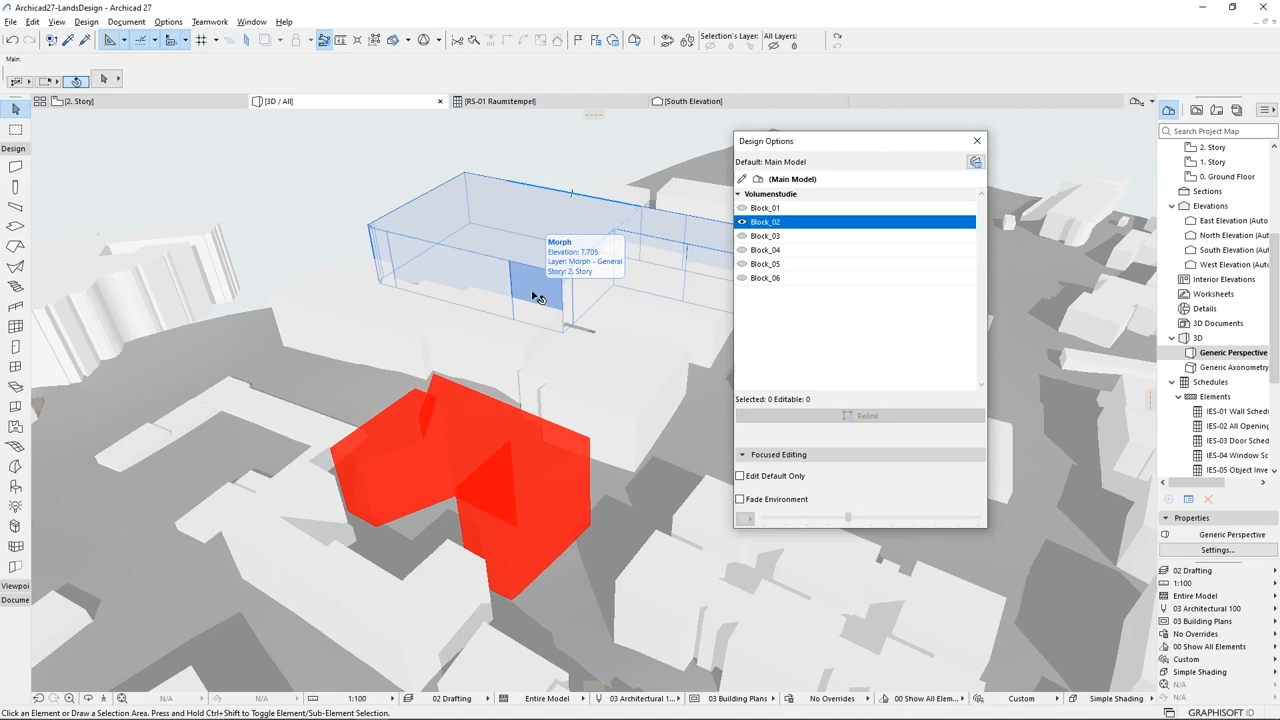 Archicad27-LandsDesign - Archicad 27
File Edit View Design Document Options Teamwork Window Help
Selection's Layer: All Layers:
Main:
[2. Story] [3D / All] [RS-01 Raumstempel] [South Elevation]
Design
Viewpoi
Docume
Morph
Elevation: 7.705
Layer: Morph - General
Story: 2. Story
Design Options
Default: Main Model
(Main Model)
Volumenstudie
Block_01
Block_02
Block_03
Block_04
Block_05
Block_06
Selected: 0 Editable: 0
Relink
Focused Editing
Edit Default Only
Fade Environment
Search Project Map
2. Story
1. Story
0. Ground Floor
Sections
Elevations
East Elevation (Auto
North Elevation (Aut
South Elevation (Aut
West Elevation (Auto
Interior Elevations
Worksheets
Details
3D Documents
3D
Generic Perspective
Generic Axonometry
Schedules
Elements
IES-01 Wall Sched
IES-02 All Opening
IES-03 Door Sched
IES-04 Window Sc
IES-05 Object Inve
Properties
Generic Perspective
Settings...
02 Drafting
1:100
Entire Model
03 Architectural 100
03 Building Plans
No Overrides
00 Show All Elements
Custom
Simple Shading
N/A
N/A
N/A N/A 1:100 02 Drafting Entire Model 03 Architectural 1... 03 Building Plans No Overrides 00 Show All Elem... Custom Simple Shading
Click an Element or Draw a Selection Area. Press and Hold Ctrl+Shift to Toggle Element/Sub-Element Selection.
GRAPHISOFT ID